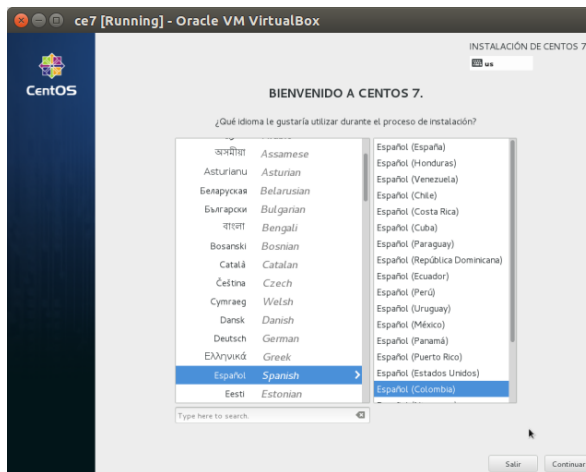 ce7 [Running] - Oracle VM VirtualBox
INSTALACIÓN DE CENTOS 7
us
CentOS
BIENVENIDO A CENTOS 7.
¿Qué idioma le gustaría utilizar durante el proceso de instalación?
অসমীয়া Assamese
Asturianu Asturian
Беларуская Belarusian
Български Bulgarian
বাংলা Bengali
Bosanski Bosnian
Català Catalan
Čeština Czech
Cymraeg Welsh
Dansk Danish
Deutsch German
Ελληνικά Greek
Español Spanish
Eesti Estonian
Type here to search.
Español (España)
Español (Honduras)
Español (Venezuela)
Español (Chile)
Español (Costa Rica)
Español (Cuba)
Español (Paraguay)
Español (República Dominicana)
Español (Ecuador)
Español (Perú)
Español (Uruguay)
Español (México)
Español (Panamá)
Español (Puerto Rico)
Español (Estados Unidos)
Español (Colombia)
Salir
Continuar